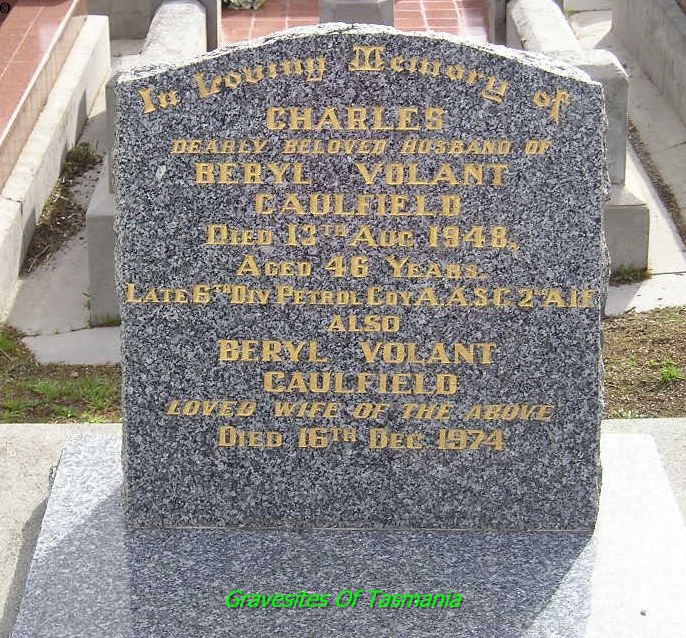 ©
In Loving Memory of
CHARLES
DEARLY BELOVED HUSBAND OF
BERYL VOLANT
CAULFIELD
DIED 13TH AUG. 1948,
AGED 46 YEARS.
LATE 6TH DIV PETROL COY A.A.S.C. 2ND A.I.F.
ALSO
BERYL VOLANT
CAULFIELD
LOVED WIFE OF THE ABOVE
DIED 16TH DEC. 1974
Gravesites Of Tasmania